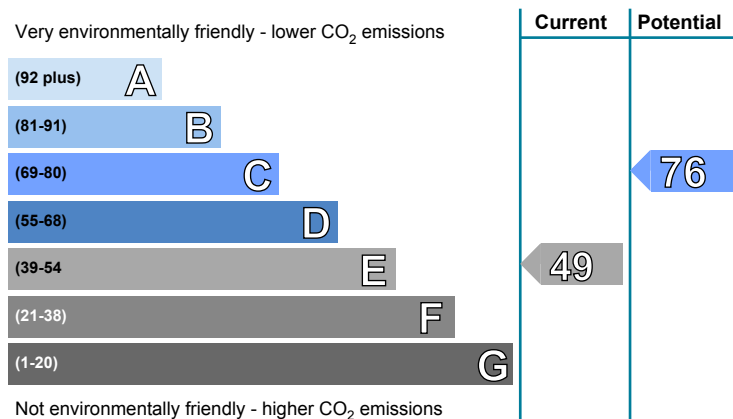 Current Potential
Very environmentally friendly - lower CO₂ emissions
(92 plus) A
(81-91) B
(69-80) C 76
(55-68) D
(39-54 E 49
(21-38) F
(1-20) G
Not environmentally friendly - higher CO₂ emissions